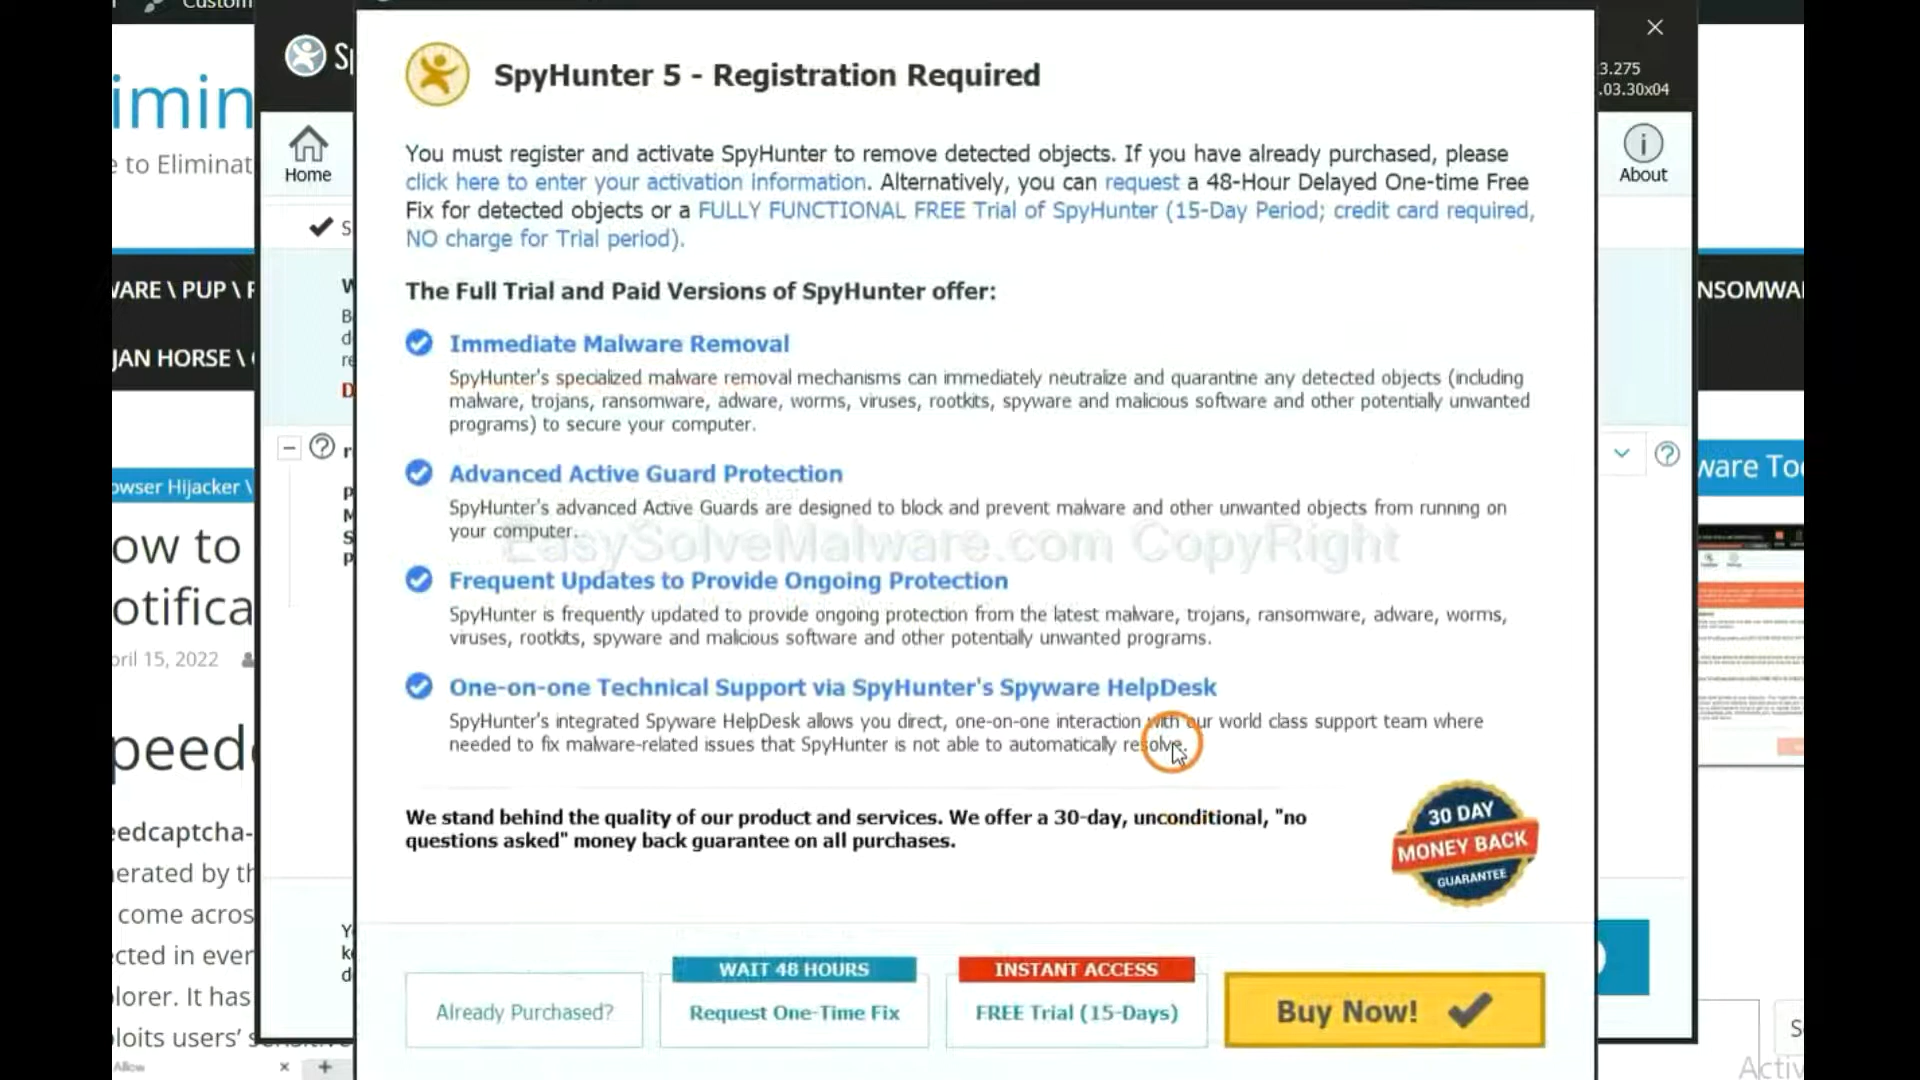 SpyHunter 5 - Registration Required
3.275
.03.30x04
Home
About
You must register and activate SpyHunter to remove detected objects. If you have already purchased, please
click here to enter your activation information. Alternatively, you can request a 48-Hour Delayed One-time Free
Fix for detected objects or a FULLY FUNCTIONAL FREE Trial of SpyHunter (15-Day Period; credit card required,
NO charge for Trial period).
The Full Trial and Paid Versions of SpyHunter offer:
Immediate Malware Removal
SpyHunter's specialized malware removal mechanisms can immediately neutralize and quarantine any detected objects (including
malware, trojans, ransomware, adware, worms, viruses, rootkits, spyware and malicious software and other potentially unwanted
programs) to secure your computer.
Advanced Active Guard Protection
SpyHunter's advanced Active Guards are designed to block and prevent malware and other unwanted objects from running on
your computer.
EasySolveMalware.com CopyRight
Frequent Updates to Provide Ongoing Protection
SpyHunter is frequently updated to provide ongoing protection from the latest malware, trojans, ransomware, adware, worms,
viruses, rootkits, spyware and malicious software and other potentially unwanted programs.
One-on-one Technical Support via SpyHunter's Spyware HelpDesk
SpyHunter's integrated Spyware HelpDesk allows you direct, one-on-one interaction with our world class support team where
needed to fix malware-related issues that SpyHunter is not able to automatically resolve.
We stand behind the quality of our product and services. We offer a 30-day, unconditional, "no
questions asked" money back guarantee on all purchases.
30 DAY
MONEY BACK
GUARANTEE
WAIT 48 HOURS
INSTANT ACCESS
Already Purchased?
Request One-Time Fix
FREE Trial (15-Days)
Buy Now!
imin
e to Eliminat
WARE \ PUP \
NSOMWA
JAN HORSE \
owser Hijacker \
ware Too
ow to
otifica
pril 15, 2022
peed
eedcaptcha-
nerated by th
come acros
cted in ever
lorer. It has
ploits users'
Allow
Activ